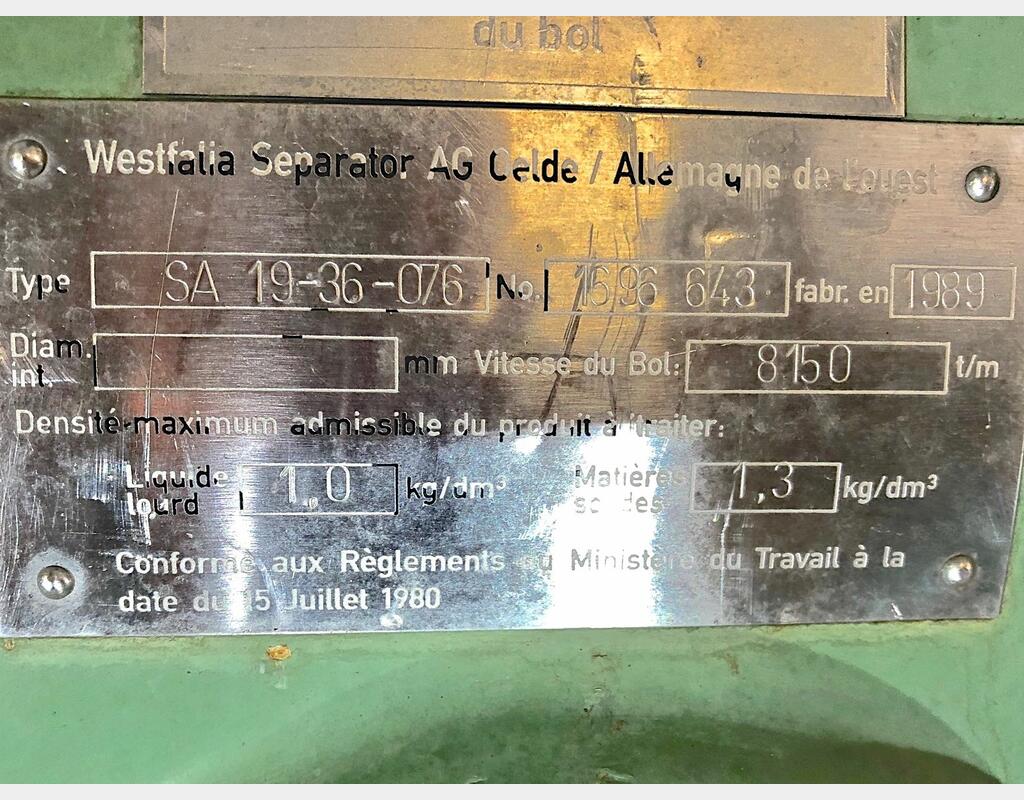 du bol
Westfalia Separator AG Oelde / Allemagne de l'ouest
Type SA 19-36-076 No. 1696 643 fabr. en 1989
Diam. int. mm Vitesse du Bol: 8150 t/m
Densité maximum admissible du produit à traiter:
Liquide lourd 1.0 kg/dm³ Matières solides 1,3 kg/dm³
Conforme aux Règlements du Ministère du Travail à la
date du 15 Juillet 1980